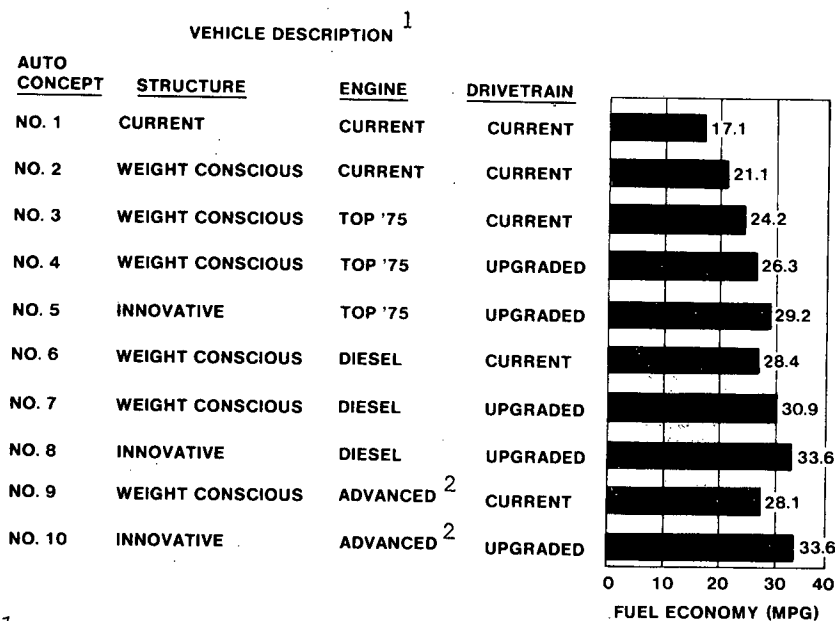 VEHICLE DESCRIPTION 1
AUTO CONCEPT STRUCTURE ENGINE DRIVETRAIN
NO. 1 CURRENT CURRENT CURRENT 17.1
NO. 2 WEIGHT CONSCIOUS CURRENT CURRENT 21.1
NO. 3 WEIGHT CONSCIOUS TOP '75 CURRENT 24.2
NO. 4 WEIGHT CONSCIOUS TOP '75 UPGRADED 26.3
NO. 5 INNOVATIVE TOP '75 UPGRADED 29.2
NO. 6 WEIGHT CONSCIOUS DIESEL CURRENT 28.4
NO. 7 WEIGHT CONSCIOUS DIESEL UPGRADED 30.9
NO. 8 INNOVATIVE DIESEL UPGRADED 33.6
NO. 9 WEIGHT CONSCIOUS ADVANCED 2 CURRENT 28.1
NO. 10 INNOVATIVE ADVANCED 2 UPGRADED 33.6
0 10 20 30 40
FUEL ECONOMY (MPG)